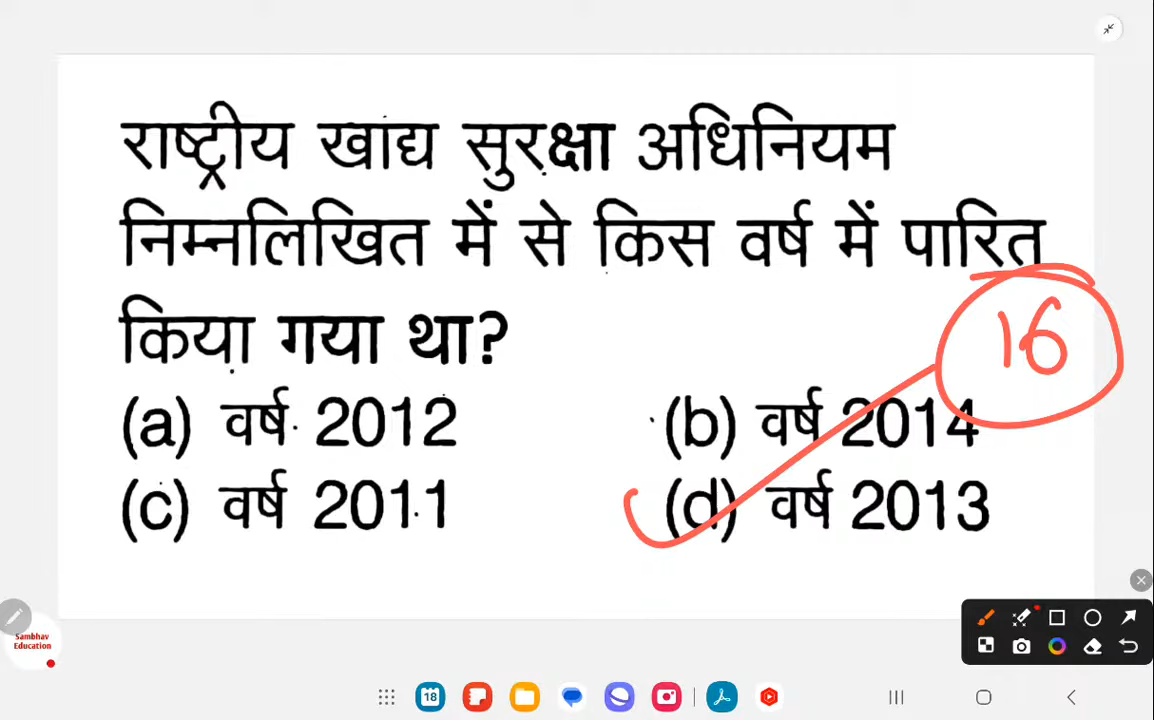 राष्ट्रीय खाद्य सुरक्षा अधिनियम
निम्नलिखित में से किस वर्ष में पारित
किया गया था?
16
(a) वर्ष 2012 (b) वर्ष 2014
(c) वर्ष 2011 (d) वर्ष 2013
Sambhav
Education
18